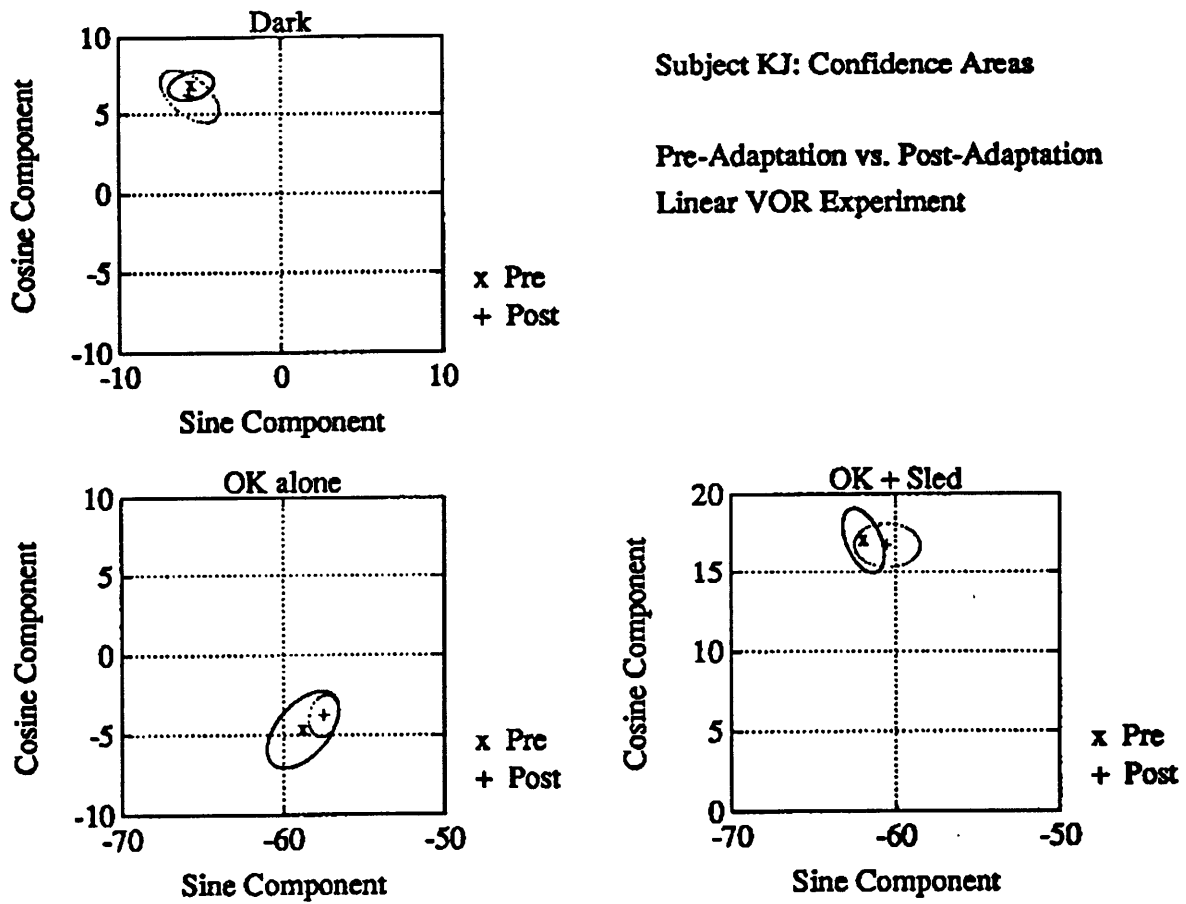 Dark
10
5
0
-5
-10
-10
0
10
Cosine Component
Sine Component
x Pre
+ Post
Subject KJ: Confidence Areas
Pre-Adaptation vs. Post-Adaptation
Linear VOR Experiment
OK alone
10
5
0
-5
-10
-70
-60
-50
Cosine Component
Sine Component
x Pre
+ Post
OK + Sled
20
15
10
5
0
-70
-60
-50
Cosine Component
Sine Component
x Pre
+ Post